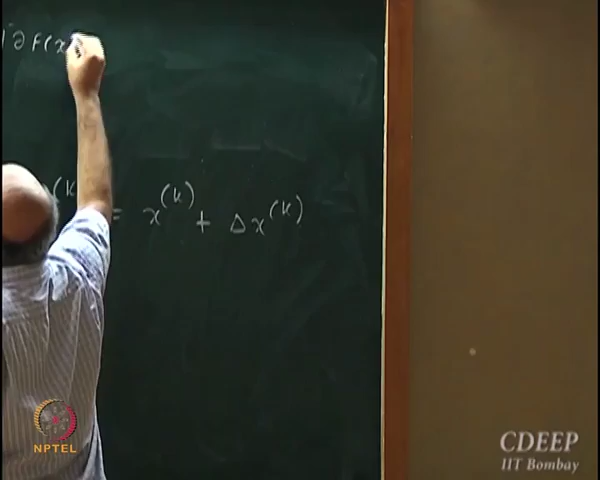 ∂ F(x
(k
= x^(k) + Δx^(k)
NPTEL
CDEEP
IIT Bombay